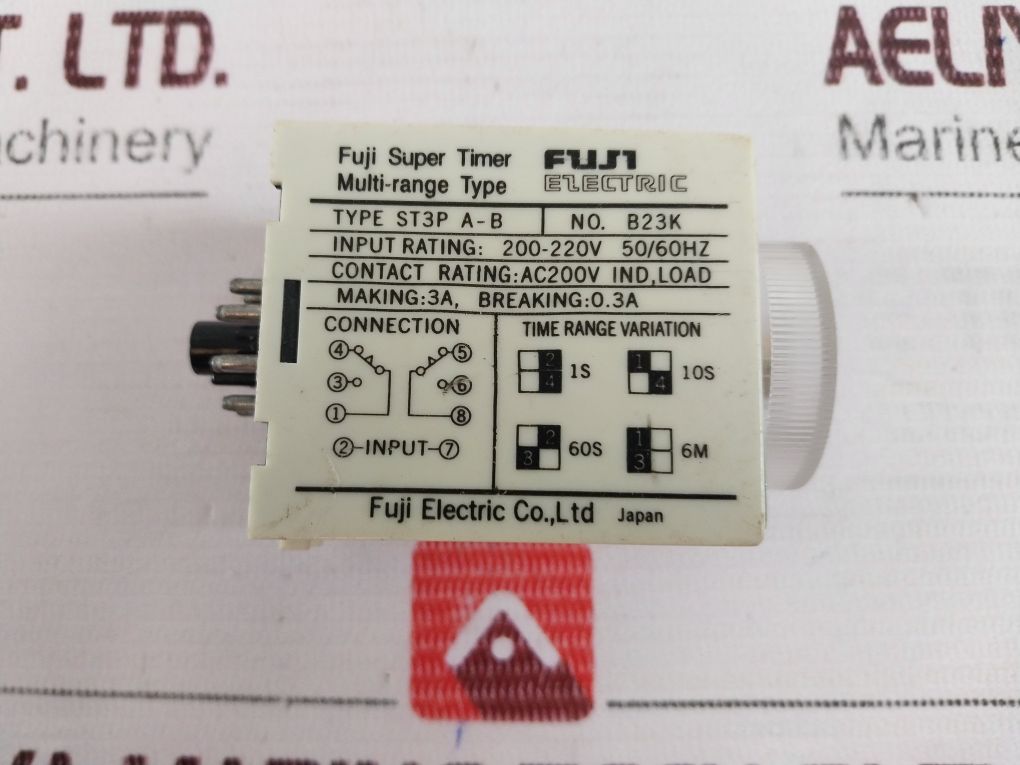 T. LTD.
AELIY
chinery
Marine
Fuji Super Timer FUJI
Multi-range Type ELECTRIC
TYPE ST3P A-B NO. B23K
INPUT RATING: 200-220V 50/60HZ
CONTACT RATING:AC200V IND,LOAD
MAKING:3A, BREAKING:0.3A
CONNECTION TIME RANGE VARIATION
4 5
3 6
1 8
2 INPUT 7
2 4 1S
1 4 10S
2 3 60S
1 3 6M
Fuji Electric Co.,Ltd Japan